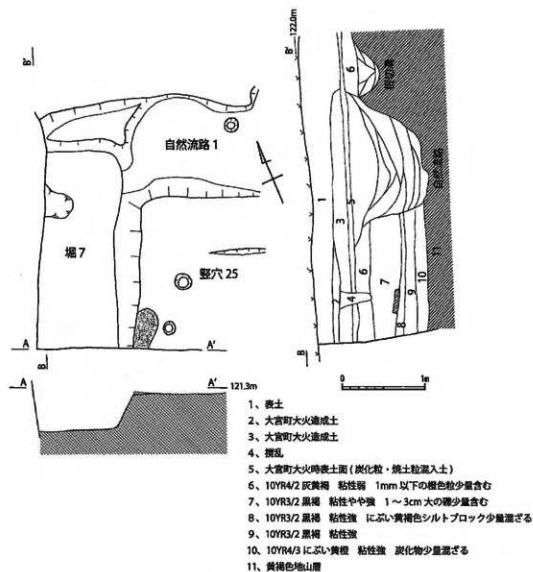 B'
自然流路 1
堀 7
竪穴 25
A
A'
B
A
A'
121.3m
122.0m
B'
6
根切溝
自然流路
1
3
5
6
4
7
8
9
10
11
B
0
1m
1、表土
2、大宮町大火造成土
3、大宮町大火造成土
4、撹乱
5、大宮町大火時表土面 ( 炭化粒・焼土粒混入土 )
6、10YR4/2 灰黄褐 粘性弱 1mm 以下の橙色粒少量含む
7、10YR3/2 黒褐 粘性やや強 1 ~ 3cm 大の礫少量含む
8、10YR3/2 黒褐 粘性強 にぶい黄褐色シルトブロック少量混ざる
9、10YR3/2 黒褐 粘性強
10、10YR4/3 にぶい黄橙 粘性強 炭化物少量混ざる
11、黄褐色地山層